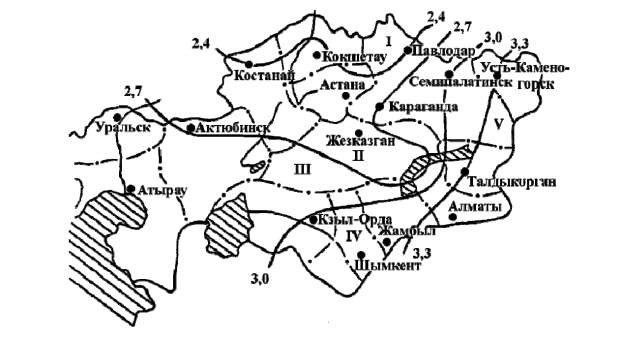 2,4
2,4
I
2,7
3,0
3,3
Кокшетау
Павлодар
Костанай
Семипалатинск
Усть-Камено-
горск
Астана
2,7
Караганда
Уральск
Актюбинск
V
Жезказган
II
III
Талдыкорган
Атырау
Алматы
Кзыл-Орда
IV
Жамбыл
3,3
Шымкент
3,0